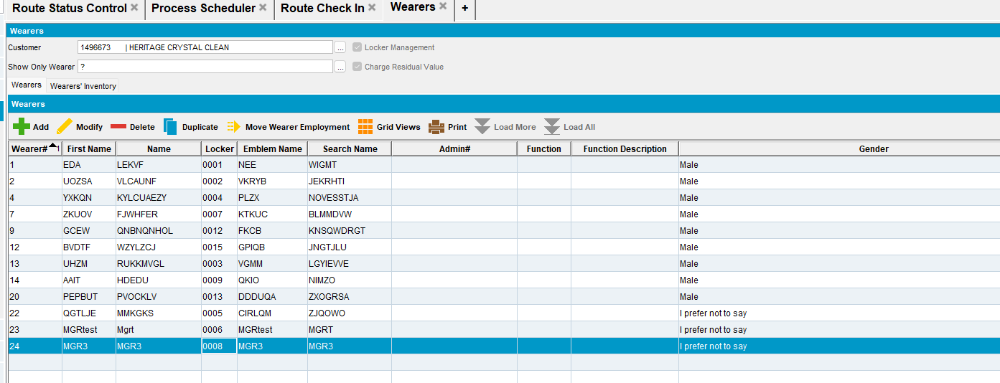 Route Status Control Process Scheduler Route Check In Wearers +
Wearers
Customer 1496673 | HERITAGE CRYSTAL CLEAN ... Locker Management
Show Only Wearer ? ... Charge Residual Value
Wearers Wearers' Inventory
Wearers
Add Modify Delete Duplicate Move Wearer Employment Grid Views Print Load More Load All
Wearer# 1 First Name Name Locker Emblem Name Search Name Admin# Function Function Description Gender
1 EDA LEKVF 0001 NEE WIGMT Male
2 UOZSA VLCAUNF 0002 VKRYB JEKRHTI Male
4 YXKQN KYLCUAEZY 0004 PLZX NOVESSTJA Male
7 ZKUOV FJWHFER 0007 KTKUC BLMMDVW Male
9 GCEW QNBNQNHOL 0012 FKCB KNSQWDRGT Male
12 BVDTF WZYLZCJ 0015 GPIQB JNGTJLU Male
13 UHZM RUKKMVGL 0003 VGMM LGYIEVVE Male
14 AAIT HDEDU 0009 QKIO NIMZO Male
20 PEPBUT PVOCKLV 0013 DDDUQA ZXOGRSA Male
22 QGTLJE MMKGKS 0005 CIRLQM ZJQOWO I prefer not to say
23 MGRtest Mgrt 0006 MGRtest MGRT I prefer not to say
24 MGR3 MGR3 0008 MGR3 MGR3 I prefer not to say